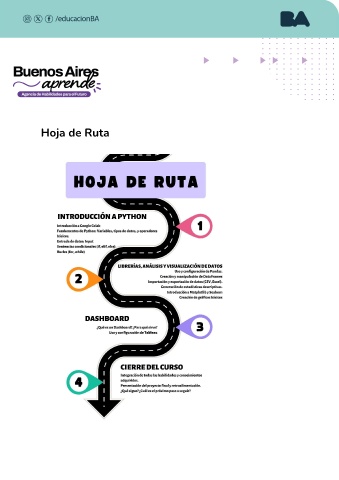 /educacionBA
BA
Buenos Aires
aprende
Agencia de Habilidades para el Futuro
Hoja de Ruta
HOJA DE RUTA
INTRODUCCIÓN A PYTHON
Introducción a Google Colab
Fundamentos de Python: Variables, tipos de datos, y operadores
básicos
Entrada de datos: Input
Sentencias condicionales (if, elif, else)
Bucles (for, while)
1
LIBRERÍAS, ANÁLISIS Y VISUALIZACIÓN DE DATOS
Uso y configuración de Pandas.
Creación y manipulación de DataFrames
Importación y exportación de datos (CSV, Excel).
Generación de estadísticas descriptivas.
Introducción a Matplotlib y Seaborn
Creación de gráficos básicos
2
DASHBOARD
¿Qué es un Dashboard? ¿Para qué sirve?
Uso y configuración de Tableau
3
CIERRE DEL CURSO
Integración de todas las habilidades y conocimientos
adquiridos.
Presentación del proyecto final y retroalimentación.
¿Qué sigue? ¿Cuál es el próximo paso a seguir?
4